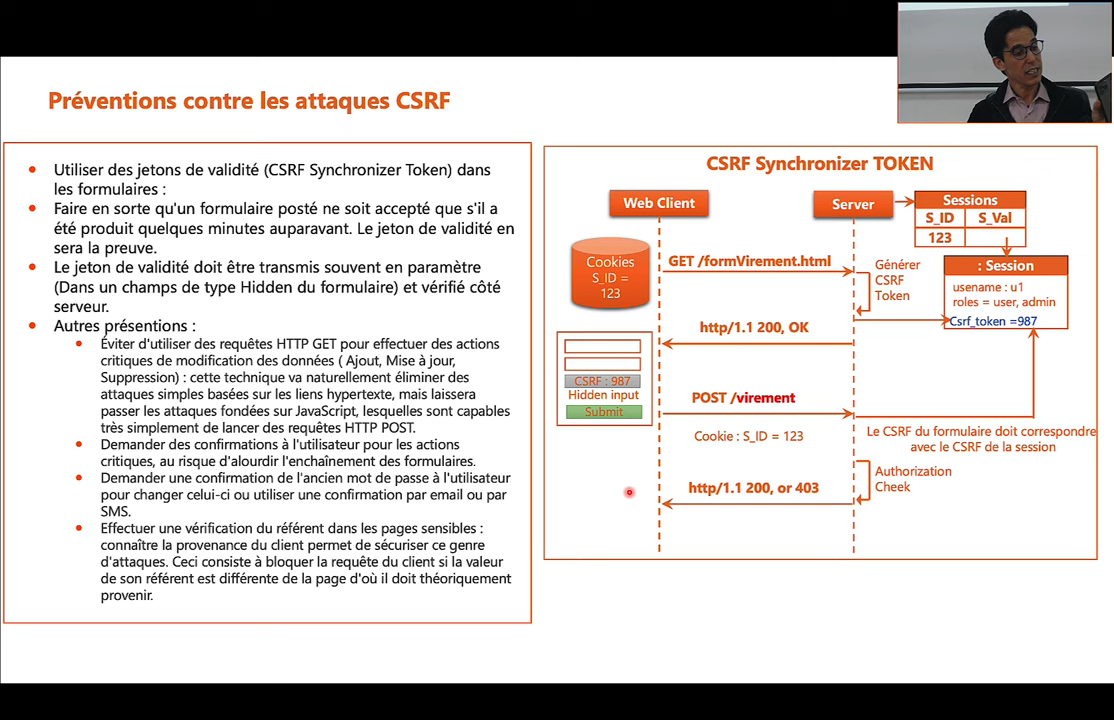 Préventions contre les attaques CSRF
Utiliser des jetons de validité (CSRF Synchronizer Token) dans
les formulaires :
Faire en sorte qu'un formulaire posté ne soit accepté que s'il a
été produit quelques minutes auparavant. Le jeton de validité en
sera la preuve.
Le jeton de validité doit être transmis souvent en paramètre
(Dans un champs de type Hidden du formulaire) et vérifié côté
serveur.
Autres présentions :
Éviter d'utiliser des requêtes HTTP GET pour effectuer des actions
critiques de modification des données ( Ajout, Mise à jour,
Suppression) : cette technique va naturellement éliminer des
attaques simples basées sur les liens hypertexte, mais laissera
passer les attaques fondées sur JavaScript, lesquelles sont capables
très simplement de lancer des requêtes HTTP POST.
Demander des confirmations à l'utilisateur pour les actions
critiques, au risque d'alourdir l'enchaînement des formulaires.
Demander une confirmation de l'ancien mot de passe à l'utilisateur
pour changer celui-ci ou utiliser une confirmation par email ou par
SMS.
Effectuer une vérification du référent dans les pages sensibles :
connaître la provenance du client permet de sécuriser ce genre
d'attaques. Ceci consiste à bloquer la requête du client si la valeur
de son référent est différente de la page d'où il doit théoriquement
provenir.
CSRF Synchronizer TOKEN
Web Client
Server
Sessions
S_ID S_Val
123
Cookies
S_ID =
123
GET /formVirement.html
Générer
CSRF
Token
: Session
usename : u1
roles = user, admin
Csrf_token =987
http/1.1 200, OK
CSRF : 987
Hidden input
Submit
POST /virement
Cookie : S_ID = 123
Le CSRF du formulaire doit correspondre
avec le CSRF de la session
Authorization
Cheek
http/1.1 200, or 403